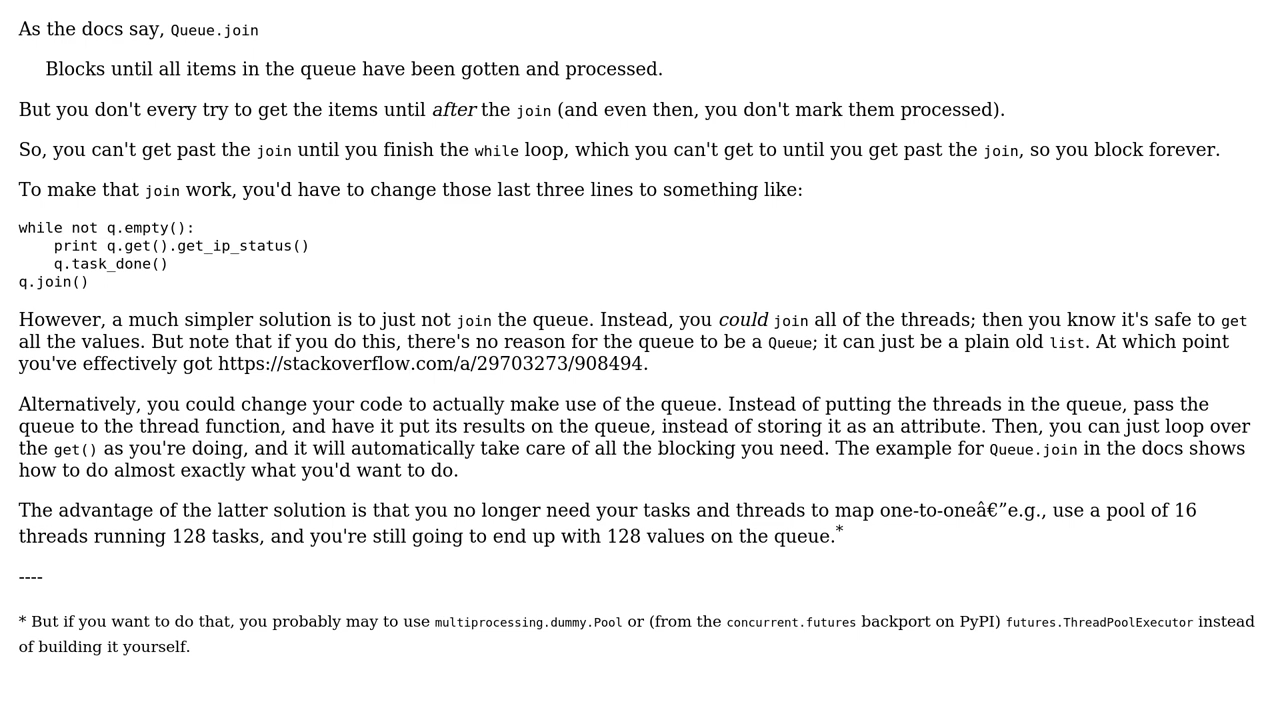 As the docs say, Queue.join
Blocks until all items in the queue have been gotten and processed.
But you don't every try to get the items until after the join (and even then, you don't mark them processed).
So, you can't get past the join until you finish the while loop, which you can't get to until you get past the join, so you block forever.
To make that join work, you'd have to change those last three lines to something like:
while not q.empty():
    print q.get().get_ip_status()
    q.task_done()
q.join()
However, a much simpler solution is to just not join the queue. Instead, you could join all of the threads; then you know it's safe to get
all the values. But note that if you do this, there's no reason for the queue to be a Queue; it can just be a plain old list. At which point
you've effectively got https://stackoverflow.com/a/29703273/908494.
Alternatively, you could change your code to actually make use of the queue. Instead of putting the threads in the queue, pass the
queue to the thread function, and have it put its results on the queue, instead of storing it as an attribute. Then, you can just loop over
the get() as you're doing, and it will automatically take care of all the blocking you need. The example for Queue.join in the docs shows
how to do almost exactly what you'd want to do.
The advantage of the latter solution is that you no longer need your tasks and threads to map one-to-oneâ€”e.g., use a pool of 16
threads running 128 tasks, and you're still going to end up with 128 values on the queue.*
----
* But if you want to do that, you probably may to use multiprocessing.dummy.Pool or (from the concurrent.futures backport on PyPI) futures.ThreadPoolExecutor instead
of building it yourself.